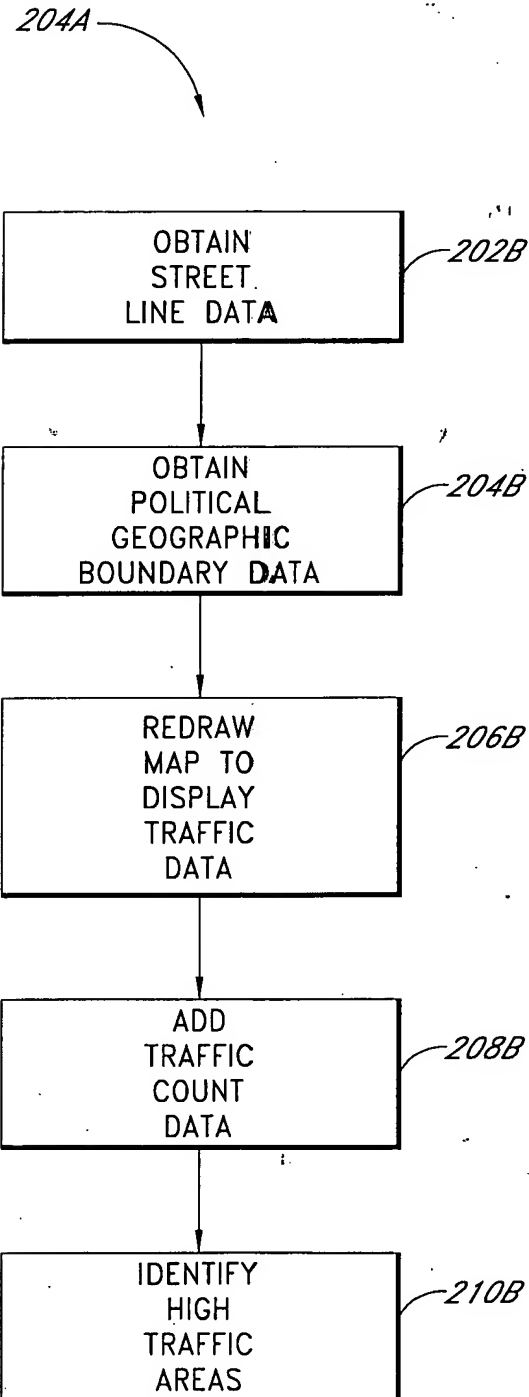 204A
OBTAIN
STREET
LINE DATA
202B
OBTAIN
POLITICAL
GEOGRAPHIC
BOUNDARY DATA
204B
REDRAW
MAP TO
DISPLAY
TRAFFIC
DATA
206B
ADD
TRAFFIC
COUNT
DATA
208B
IDENTIFY
HIGH
TRAFFIC
AREAS
210B